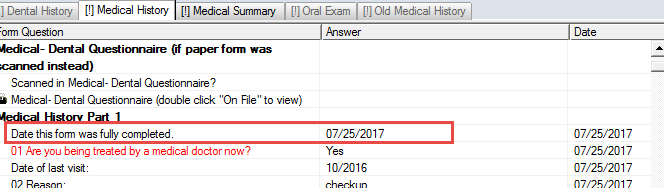 [!] Dental History [!] Medical History [!] Medical Summary [!] Oral Exam [!] Old Medical History
Form Question Answer Date
Medical- Dental Questionnaire (if paper form was
scanned instead)
Scanned in Medical- Dental Questionnaire?
Medical- Dental Questionnaire (double click "On File" to view)
Medical History Part 1
Date this form was fully completed. 07/25/2017 07/25/2017
01 Are you being treated by a medical doctor now? Yes 07/25/2017
Date of last visit: 10/2016 07/25/2017
02 Reason: checkup 07/25/2017